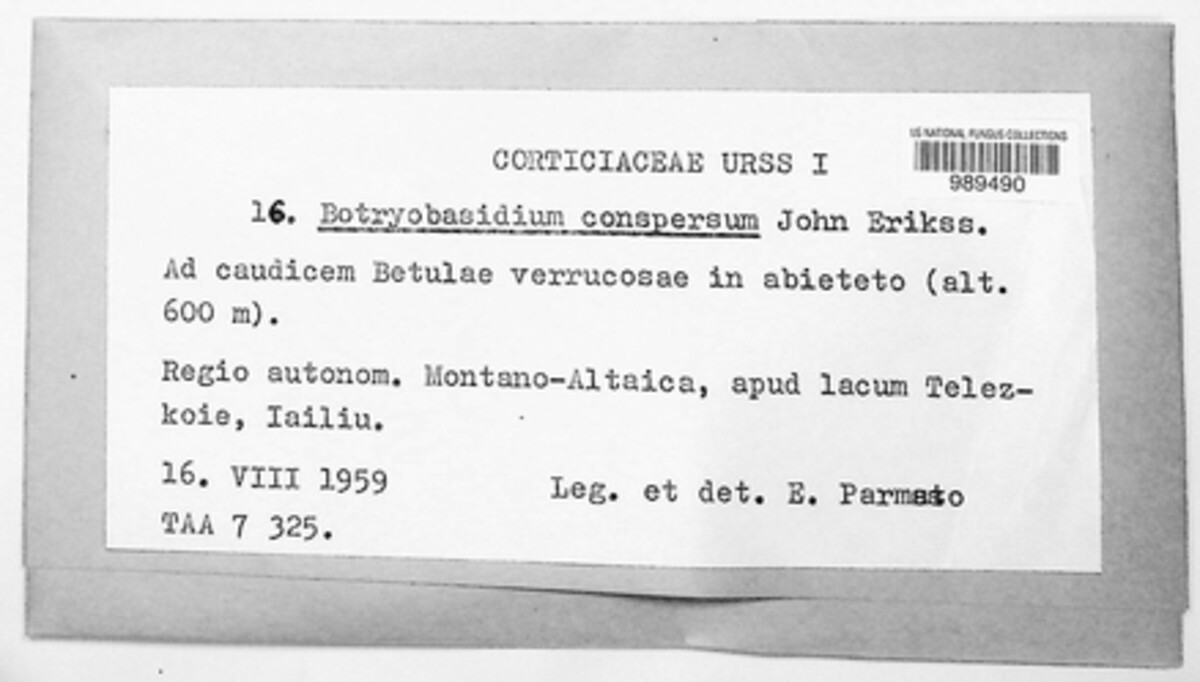 US NATIONAL FUNGUS COLLECTIONS
989490
CORTICIACEAE URSS I
16. Botryobasidium conspersum John Erikss.
Ad caudicem Betulae verrucosae in abieteto (alt.
600 m).
Regio autonom. Montano-Altaica, apud lacum Telez-
koie, Iailiu.
16. VIII 1959 Leg. et det. E. Parmasto
TAA 7 325.